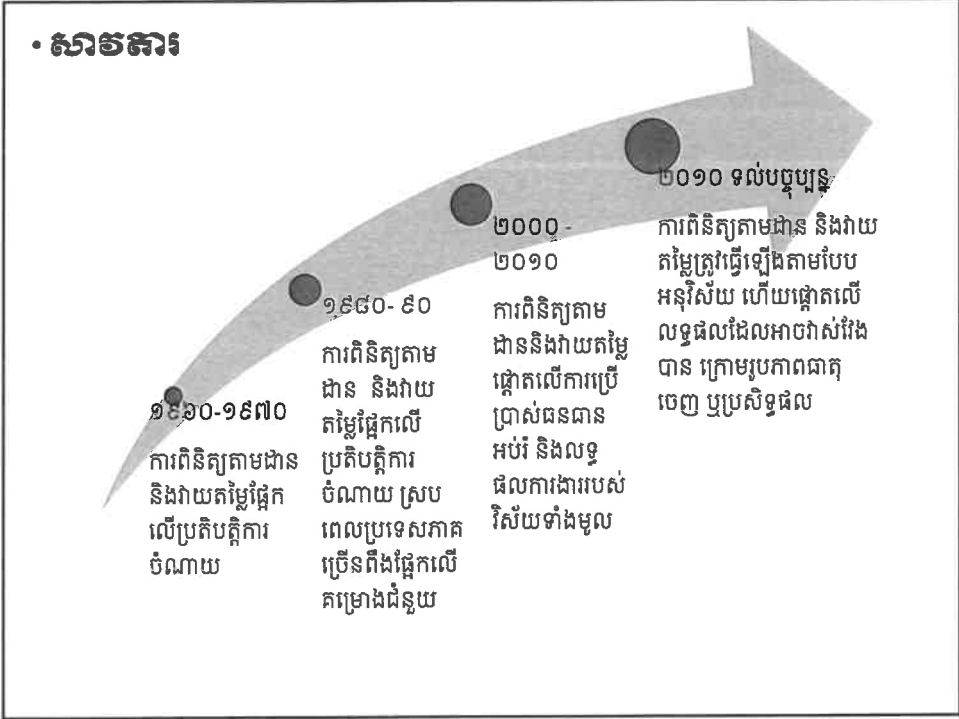 • សាវតារ
១៩៦០-១៩៧០
ការពិនិត្យតាមដាន
និងវាយតម្លៃផ្អែក
លើប្រតិបត្តិការ
ចំណាយ
១៩៨០- ៩០
ការពិនិត្យតាម
ដាន និងវាយ
តម្លៃផ្អែកលើ
ប្រតិបត្តិការ
ចំណាយ ស្រប
ពេលប្រទេសភាគ
ច្រើនពឹងផ្អែកលើ
គម្រោងជំនួយ
២០០០ -
២០១០
ការពិនិត្យតាម
ដាននិងវាយតម្លៃ
ផ្តោតលើការប្រើ
ប្រាស់ធនធាន
អប់រំ និងលទ្ធ
ផលការងាររបស់
វិស័យទាំងមូល
២០១០ ទល់បច្ចុប្បន្ន
ការពិនិត្យតាមដាន និងវាយ
តម្លៃត្រូវធ្វើឡើងតាមបែប
អនុវិស័យ ហើយផ្តោតលើ
លទ្ធផលដែលអាចវាស់វែង
បាន ក្រោមរូបភាពធាតុ
ចេញ ឬប្រសិទ្ធផល